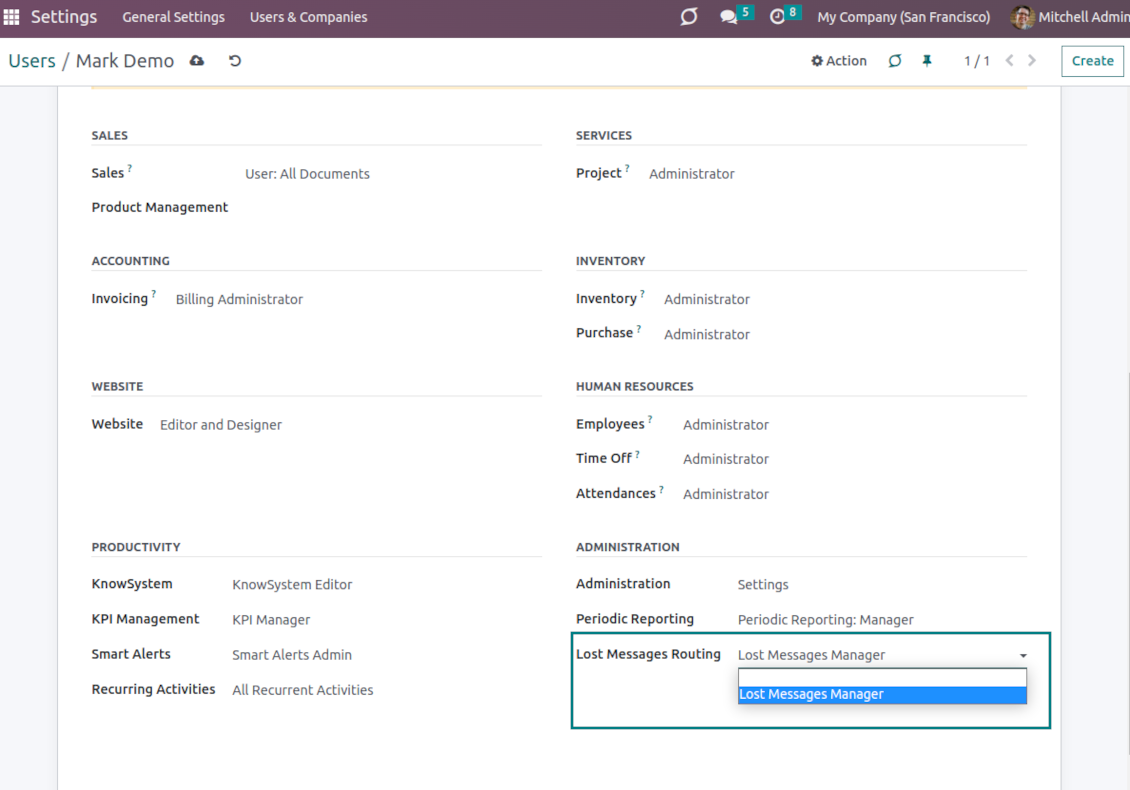 Settings General Settings Users & Companies 5 8 My Company (San Francisco) Mitchell Admin
Users / Mark Demo Action 1 / 1 Create
SALES
Sales ? User: All Documents
Product Management
SERVICES
Project ? Administrator
ACCOUNTING
Invoicing ? Billing Administrator
INVENTORY
Inventory ? Administrator
Purchase ? Administrator
WEBSITE
Website Editor and Designer
HUMAN RESOURCES
Employees ? Administrator
Time Off ? Administrator
Attendances ? Administrator
PRODUCTIVITY
KnowSystem KnowSystem Editor
KPI Management KPI Manager
Smart Alerts Smart Alerts Admin
Recurring Activities All Recurrent Activities
ADMINISTRATION
Administration Settings
Periodic Reporting Periodic Reporting: Manager
Lost Messages Routing Lost Messages Manager
Lost Messages Manager